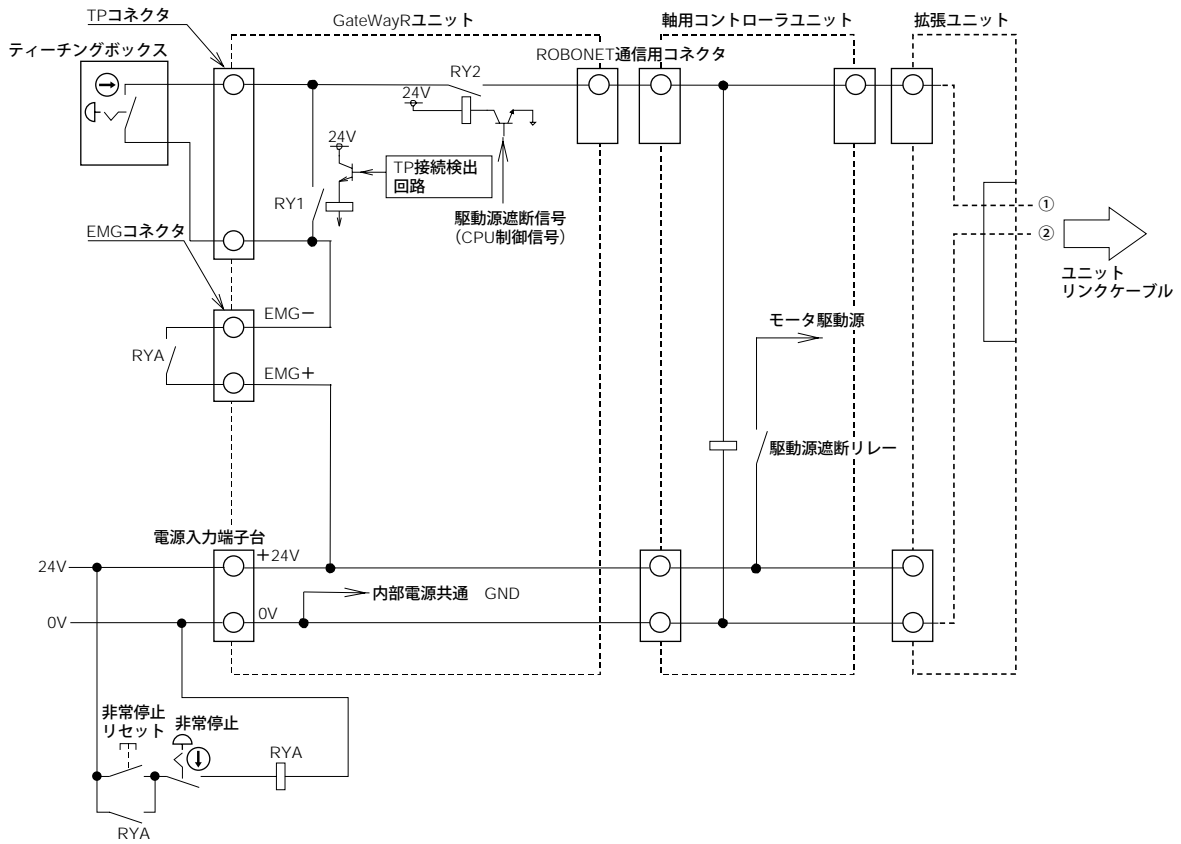 TPコネクタ
GateWayRユニット
軸用コントローラユニット
拡張ユニット
ティーチングボックス
ROBONET通信用コネクタ
RY2
24V
24V
TP接続検出
回路
RY1
駆動源遮断信号
(CPU制御信号)
①
②
ユニット
リンクケーブル
EMGコネクタ
EMG−
RYA
EMG+
モータ駆動源
駆動源遮断リレー
電源入力端子台
+24V
24V
内部電源共通 GND
0V
0V
非常停止
リセット
非常停止
RYA
RYA